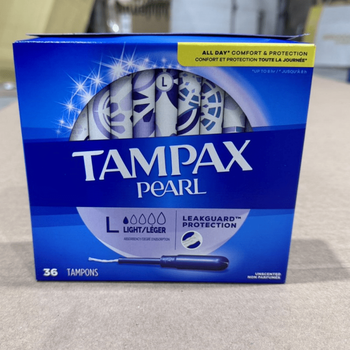 ALL DAY* COMFORT & PROTECTION
CONFORT ET PROTECTION TOUTE LA JOURNÉE*
L
TAMPAX
PEARL
L
LIGHT/LÉGER
LEAKGUARD™
PROTECTION
36 TAMPONS
UNSCENTED
NON PARFUMÉS